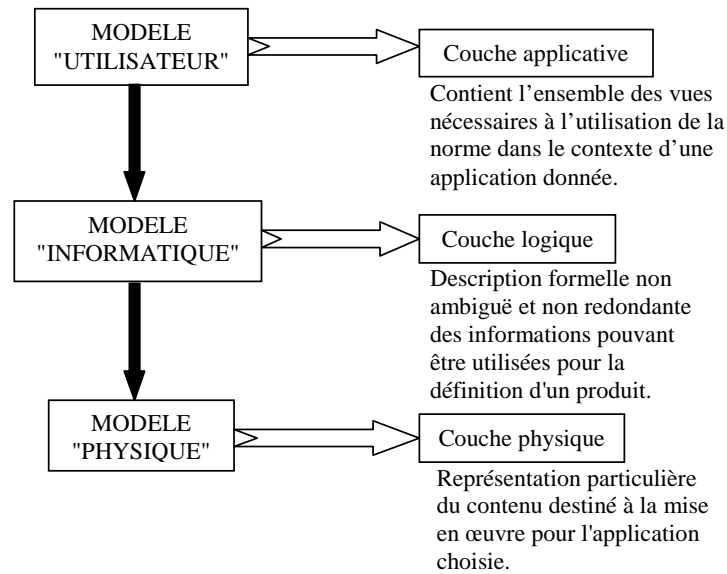 MODELE
"UTILISATEUR"
Couche applicative
Contient l’ensemble des vues
nécessaires à l’utilisation de la
norme dans le contexte d’une
application donnée.
MODELE
"INFORMATIQUE"
Couche logique
Description formelle non
ambiguë et non redondante
des informations pouvant
être utilisées pour la
définition d'un produit.
MODELE
"PHYSIQUE"
Couche physique
Représentation particulière
du contenu destiné à la mise
en œuvre pour l'application
choisie.